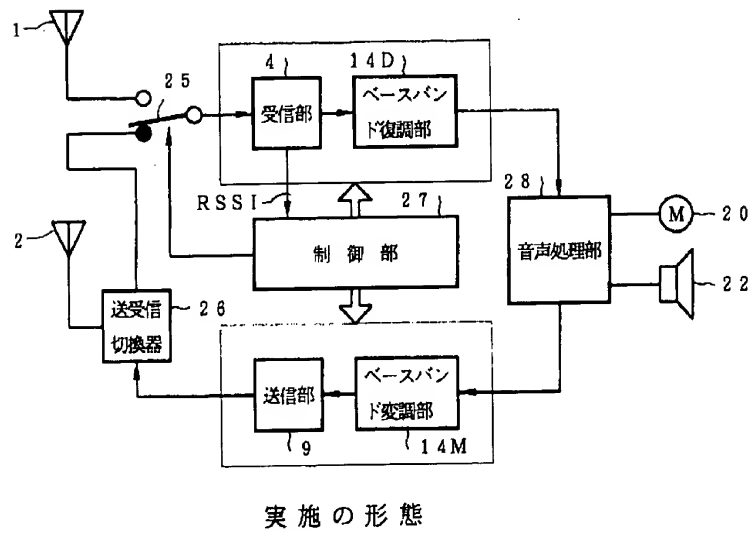 1
25
4
受信部
14D
ベースバン
ド復調部
RSSI
27
制御部
28
音声処理部
M
20
22
2
送受信
切換器
26
送信部
9
ベースバン
ド変調部
14M
実施の形態